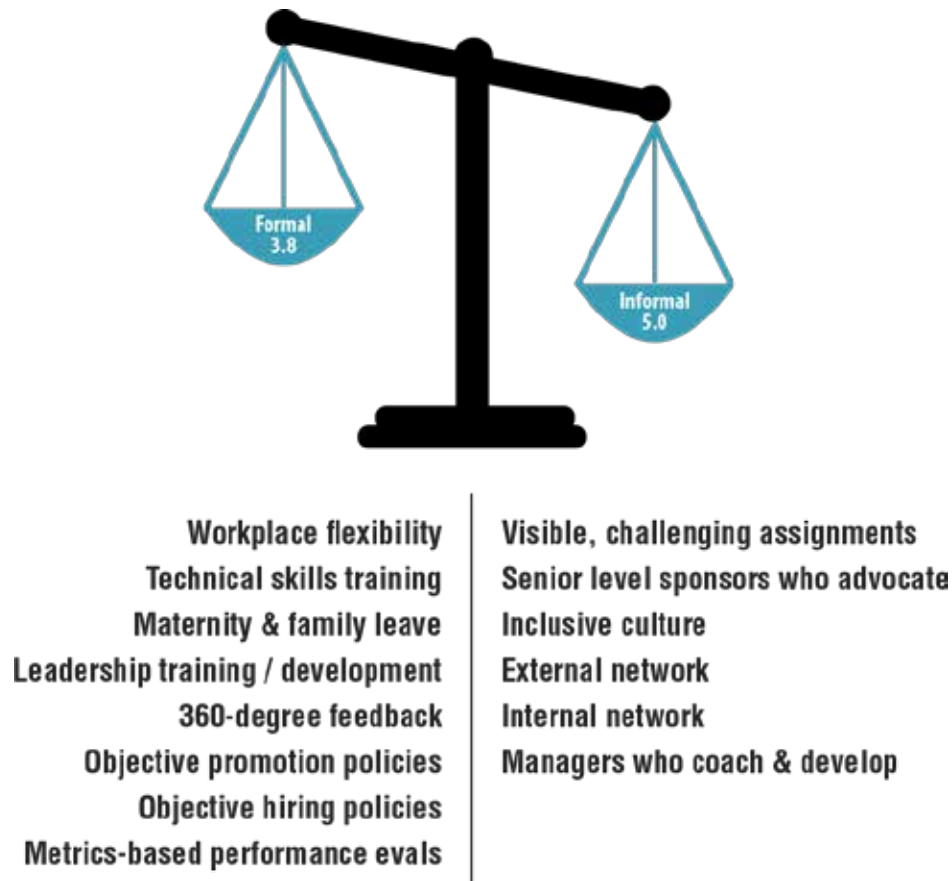 Formal
3.8
Informal
5.0
Workplace flexibility
Technical skills training
Maternity & family leave
Leadership training / development
360-degree feedback
Objective promotion policies
Objective hiring policies
Metrics-based performance evals
Visible, challenging assignments
Senior level sponsors who advocate
Inclusive culture
External network
Internal network
Managers who coach & develop